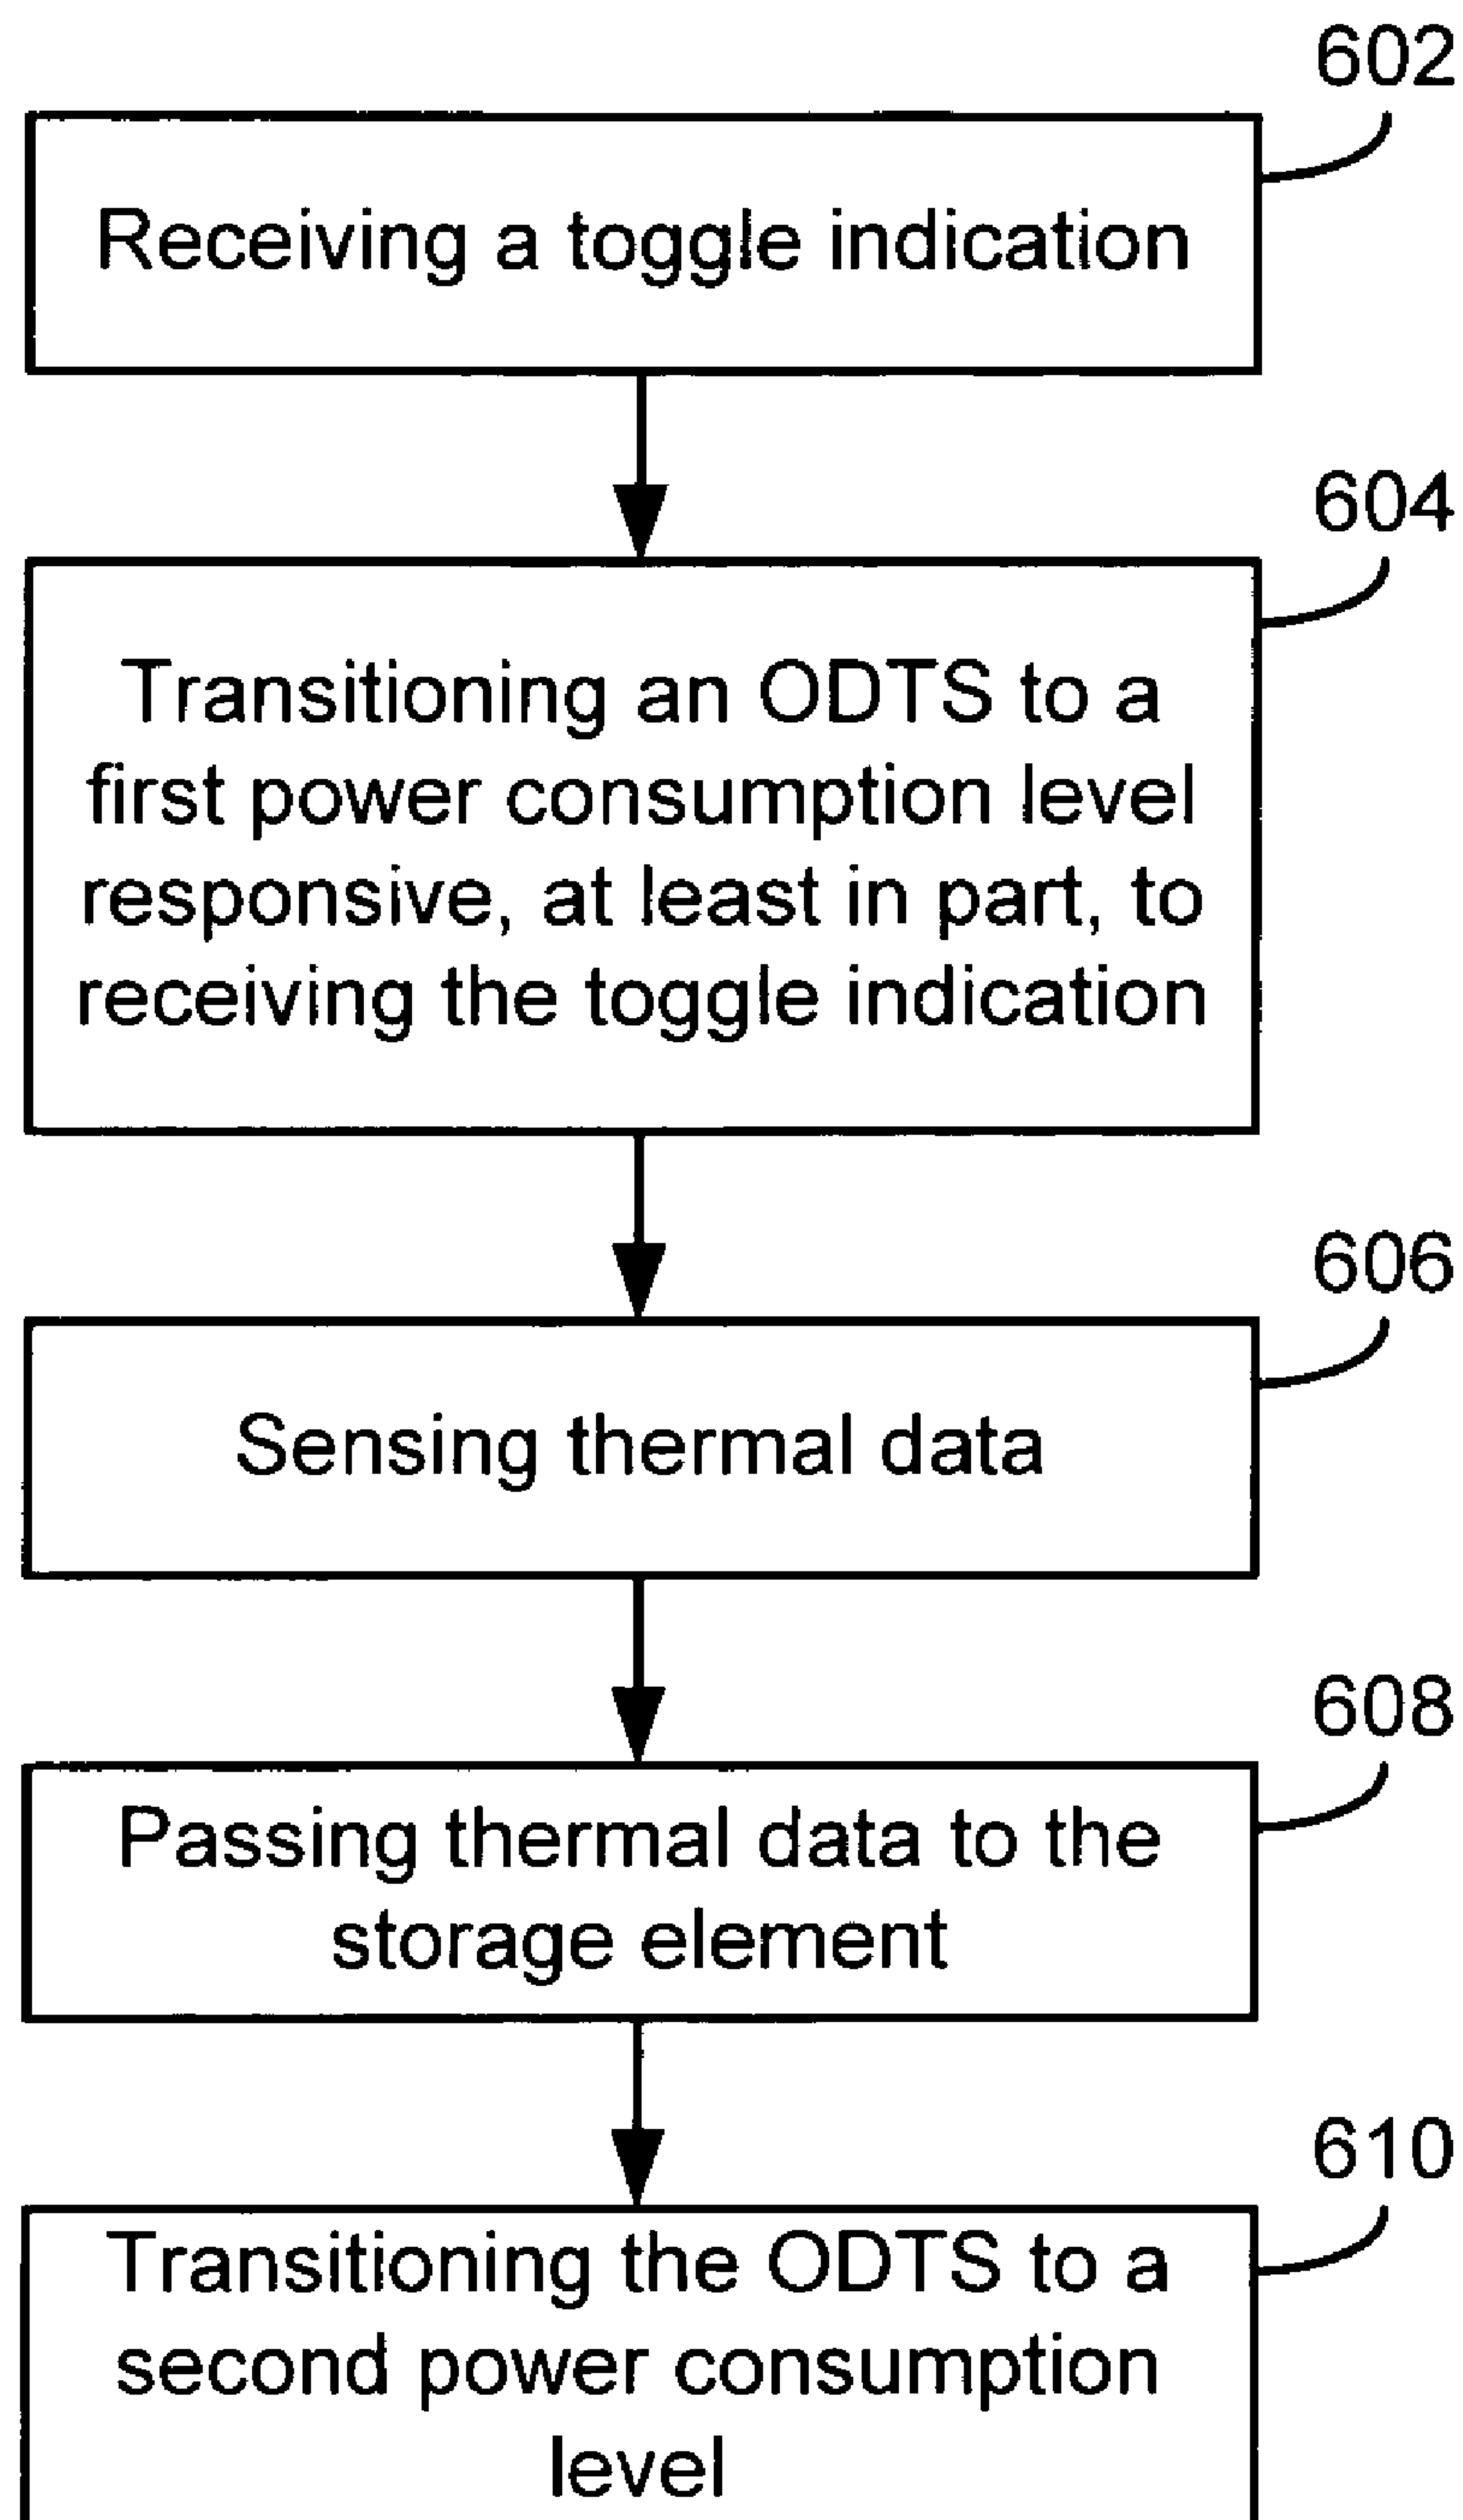 602
Receiving a toggle indication
604
Transitioning an ODTS to a
first power consumption level
responsive, at least in part, to
receiving the toggle indication
606
Sensing thermal data
608
Passing thermal data to the
storage element
610
Transitioning the ODTS to a
second power consumption
level